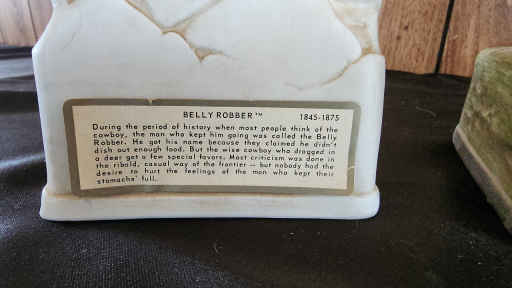 BELLY ROBBER™ 1845-1875
During the period of history when most people think of the
cowboy, the man who kept him going was called the Belly
Robber. He got his name because they claimed he didn't
dish out enough food. But the wise cowboy who dragged in
a deer got a few special favors. Most criticism was done in
the ribald, casual way of the frontier — but nobody had the
desire to hurt the feelings of the man who kept their
stomachs' full.